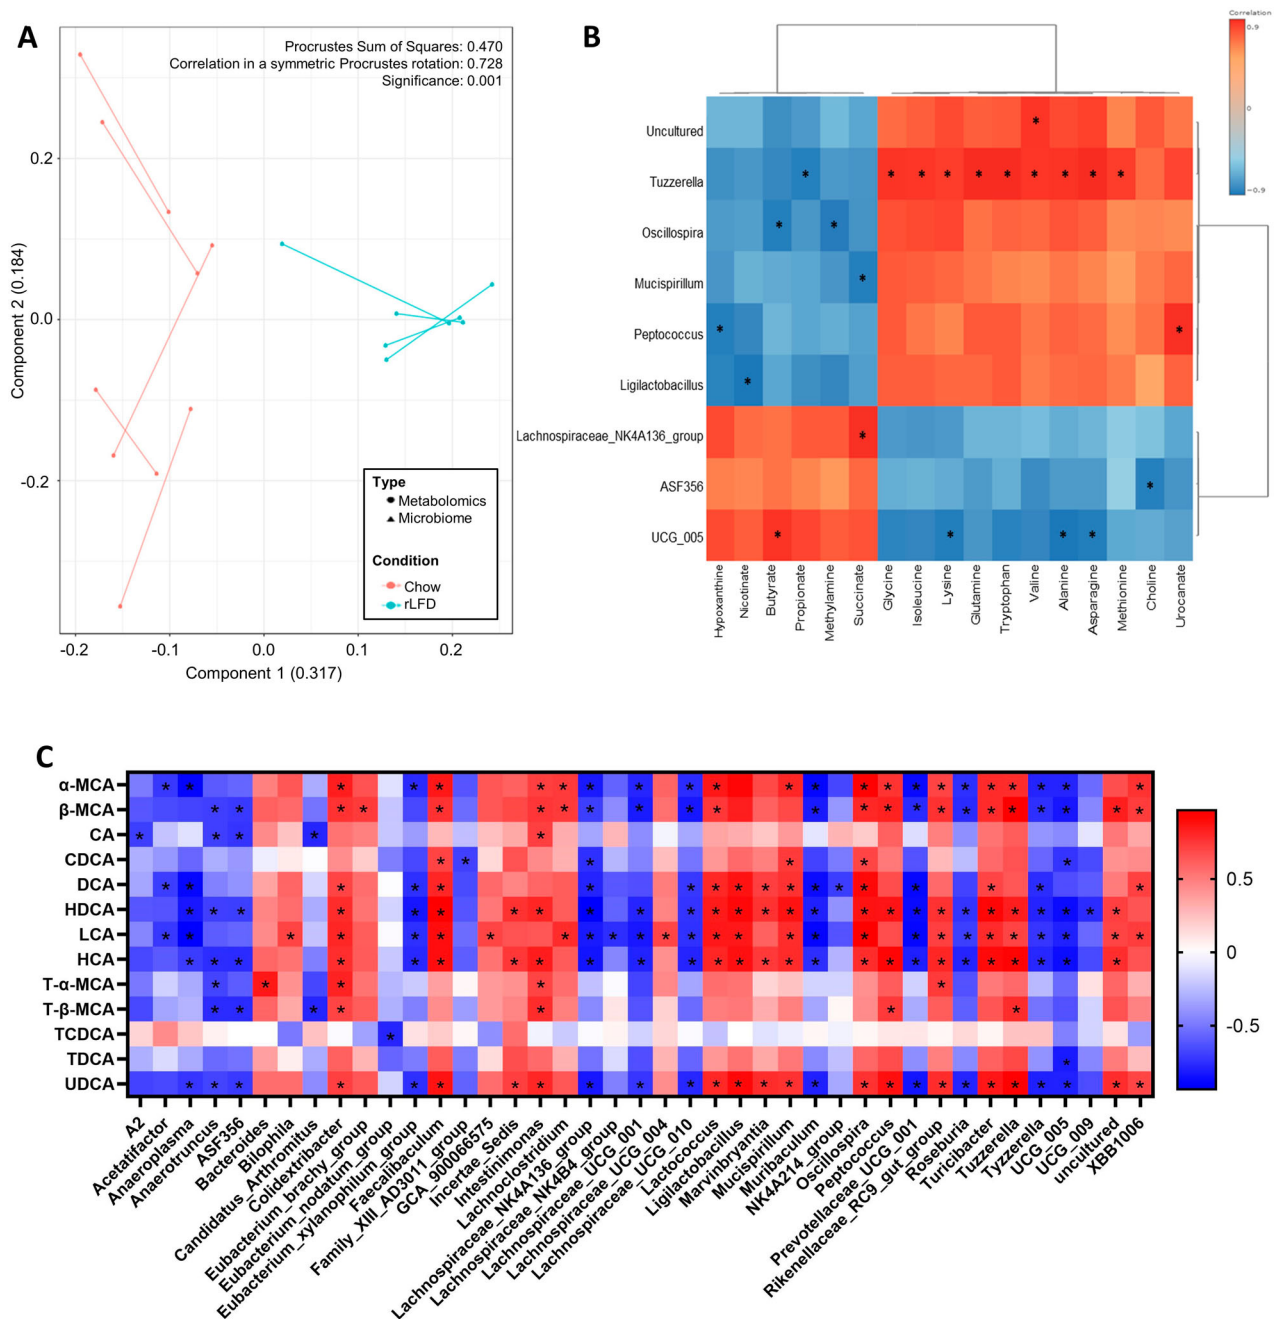 A
Procrustes Sum of Squares: 0.470
Correlation in a symmetric Procrustes rotation: 0.728
Significance: 0.001
0.2
0.0
-0.2
Component 2 (0.184)
-0.2
-0.1
0.0
0.1
0.2
Component 1 (0.317)
Type
Metabolomics
Microbiome
Condition
Chow
rLFD
B
Correlation
0.9
0
-0.9
Uncultured
Tuzzerella
Oscillospira
Mucispirillum
Peptococcus
Ligilactobacillus
Lachnospiraceae_NK4A136_group
ASF356
UCG_005
Hypoxanthine
Nicotinate
Butyrate
Propionate
Methylamine
Succinate
Glycine
Isoleucine
Lysine
Glutamine
Tryptophan
Valine
Alanine
Asparagine
Methionine
Choline
Urocanate
C
α-MCA
β-MCA
CA
CDCA
DCA
HDCA
LCA
HCA
T-α-MCA
T-β-MCA
TCDCA
TDCA
UDCA
0.5
0
-0.5
A2
Acetatifactor
Anaeroplasma
Anaerotruncus
ASF356
Bacteroides
Bilophila
Candidatus_Arthromitus
Colidextribacter
Eubacterium_brachy_group
Eubacterium_nodatum_group
Eubacterium_xylanophilum_group
Faecalibaculum
Family_XIII_AD3011_group
GCA_900066575
Incertae_Sedis
Intestinimonas
Lachnoclostridium
Lachnospiraceae_NK4A136_group
Lachnospiraceae_NK4B4_group
Lachnospiraceae_UCG_001
Lachnospiraceae_UCG_004
Lachnospiraceae_UCG_010
Lactococcus
Ligilactobacillus
Marvinbryantia
Mucispirillum
Muribaculum
NK4A214_group
Oscillospira
Peptococcus
Prevotellaceae_UCG_001
Rikenellaceae_RC9_gut_group
Roseburia
Turicibacter
Tuzzerella
Tyzzerella
UCG_005
UCG_009
uncultured
XBB1006